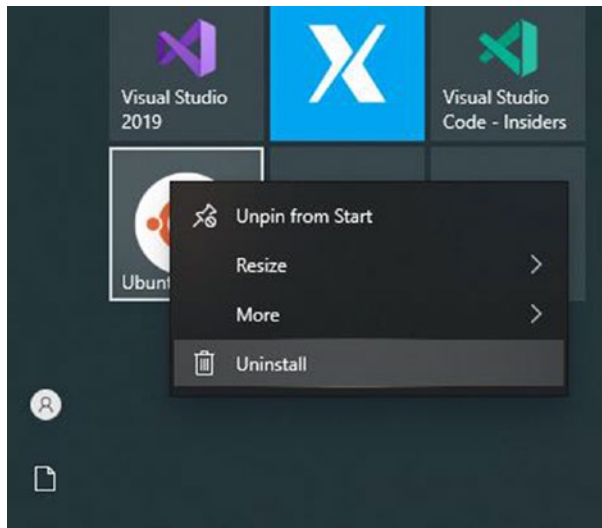 Visual Studio
2019
Visual Studio
Code - Insiders
Unpin from Start
Resize
More
Uninstall